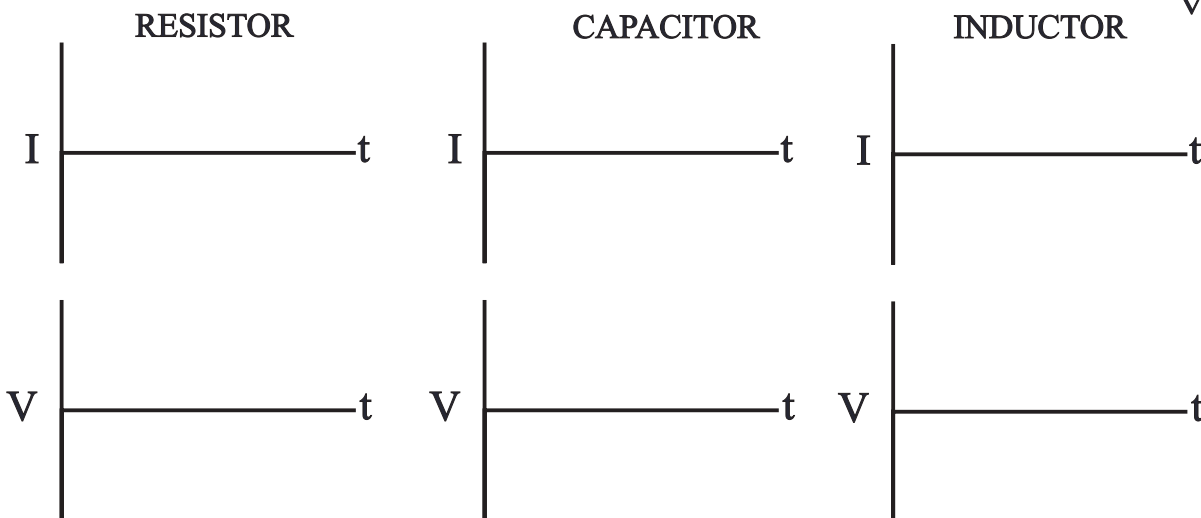 V
RESISTOR CAPACITOR INDUCTOR
I t I t I t
V t V t V t